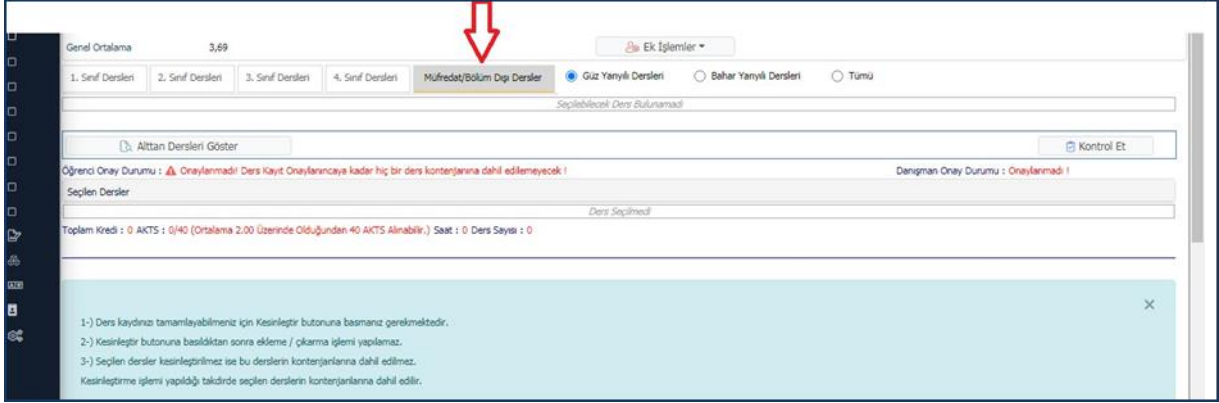 Genel Ortalama 3,69 Ek İşlemler
1. Sınıf Dersleri 2. Sınıf Dersleri 3. Sınıf Dersleri 4. Sınıf Dersleri Müfredat/Bölüm Dışı Dersler Güz Yarıyılı Dersleri Bahar Yarıyılı Dersleri Tümü
Seçilebilecek Ders Bulunamadı
Alttan Dersleri Göster Kontrol Et
Öğrenci Onay Durumu : Onaylanmadı! Ders Kayıt Onaylanıncaya kadar hiç bir ders kontenjanına dahil edilemeyecek ! Danışman Onay Durumu : Onaylanmadı !
Seçilen Dersler
Ders Seçilmedi
Toplam Kredi : 0 AKTS : 0/40 (Ortalama 2.00 Üzerinde Olduğundan 40 AKTS Alınabilir.) Saat : 0 Ders Sayısı : 0
1-) Ders kaydınızı tamamlayabilmeniz için Kesinleştir butonuna basmanız gerekmektedir.
2-) Kesinleştir butonuna basıldıktan sonra ekleme / çıkarma işlemi yapılamaz.
3-) Seçilen dersler kesinleştirilmez ise bu derslerin kontenjanlarına dahil edilmez.
Kesinleştirme işlemi yapıldığı takdirde seçilen derslerin kontenjanlarına dahil edilir.